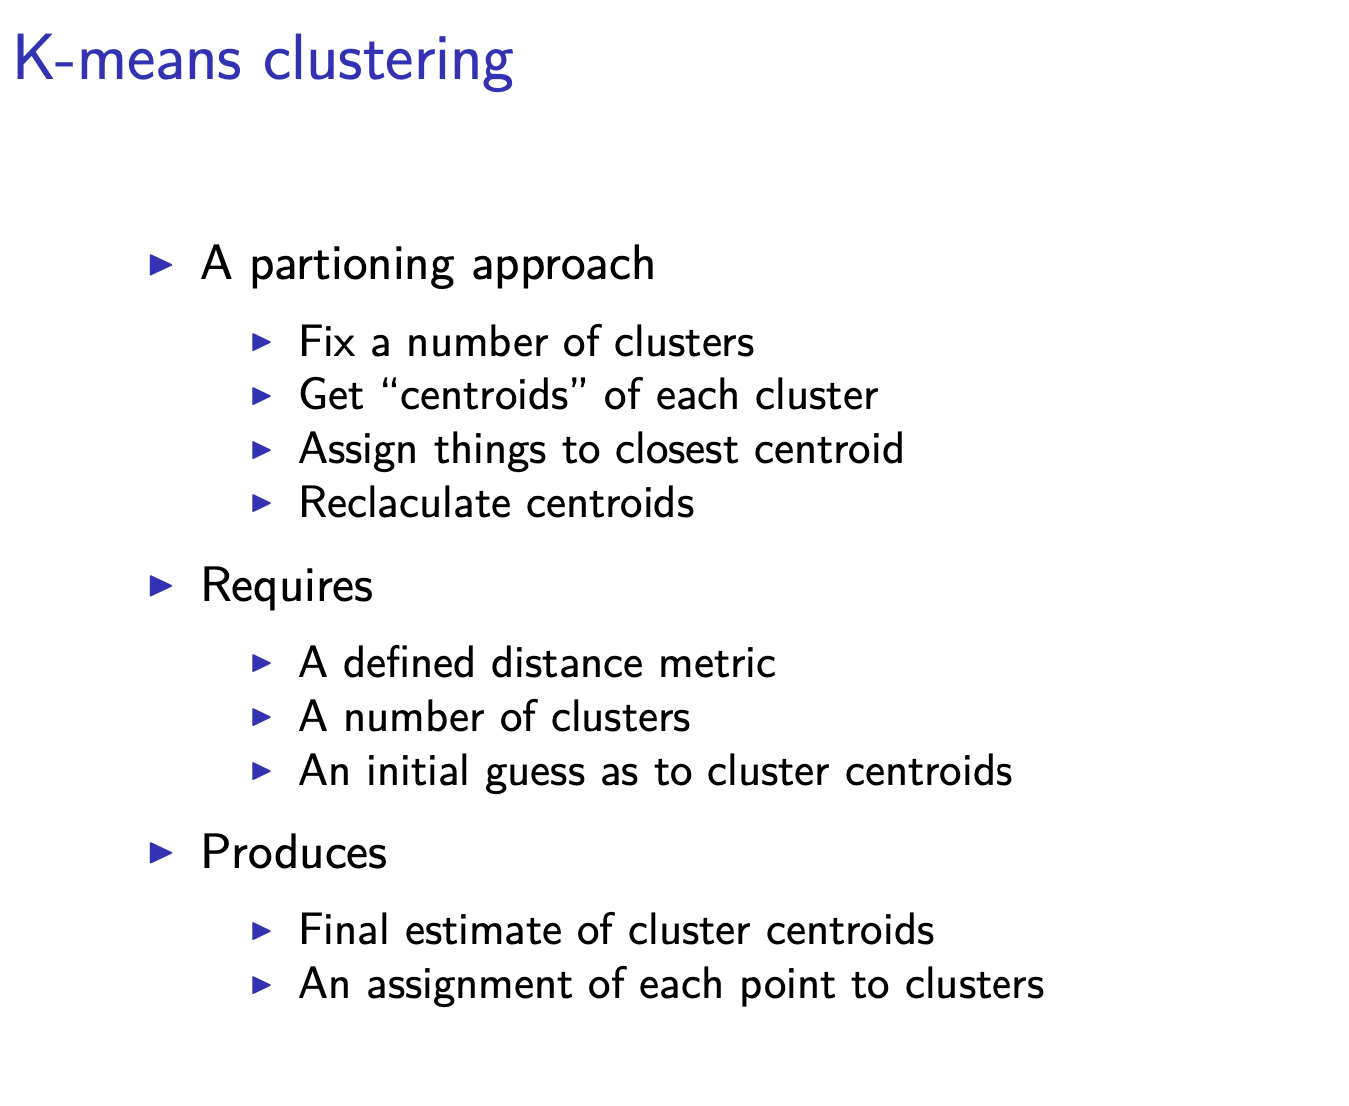 K-means clustering
A partioning approach
Fix a number of clusters
Get “centroids” of each cluster
Assign things to closest centroid
Reclaculate centroids
Requires
A defined distance metric
A number of clusters
An initial guess as to cluster centroids
Produces
Final estimate of cluster centroids
An assignment of each point to clusters